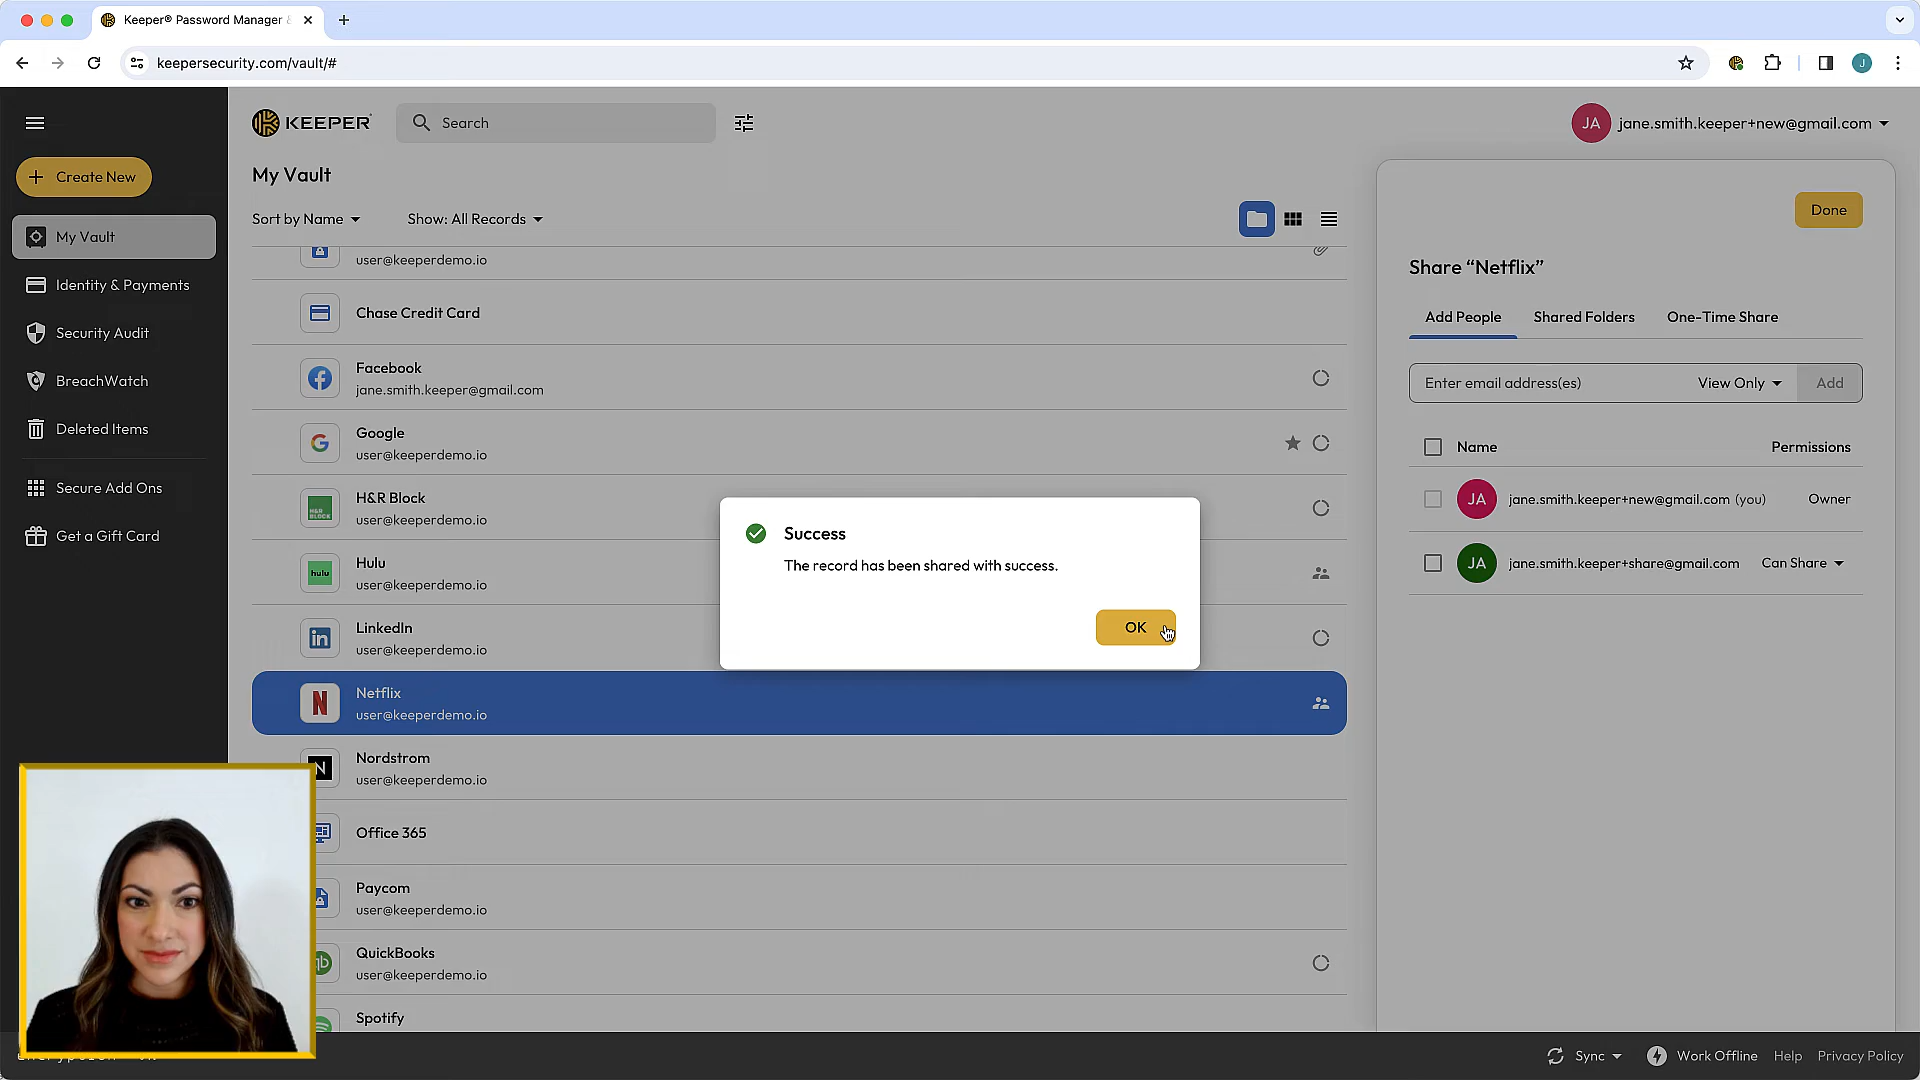 Keeper® Password Manager &
keepersecurity.com/vault/#
J
KEEPER
Search
JA
jane.smith.keeper+new@gmail.com
Create New
My Vault
Identity & Payments
Security Audit
BreachWatch
Deleted Items
Secure Add Ons
Get a Gift Card
My Vault
Sort by Name
Show: All Records
user@keeperdemo.io
Chase Credit Card
Facebook
jane.smith.keeper@gmail.com
Google
user@keeperdemo.io
H&R Block
user@keeperdemo.io
H&R
BLOCK
Hulu
user@keeperdemo.io
hulu
LinkedIn
user@keeperdemo.io
in
Netflix
user@keeperdemo.io
N
Nordstrom
user@keeperdemo.io
N
Office 365
Paycom
user@keeperdemo.io
QuickBooks
user@keeperdemo.io
Spotify
Success
The record has been shared with success.
OK
Done
Share “Netflix”
Add People
Shared Folders
One-Time Share
Enter email address(es)
View Only
Add
Name
Permissions
JA
jane.smith.keeper+new@gmail.com (you)
Owner
JA
jane.smith.keeper+share@gmail.com
Can Share
Sync
Work Offline
Help
Privacy Policy